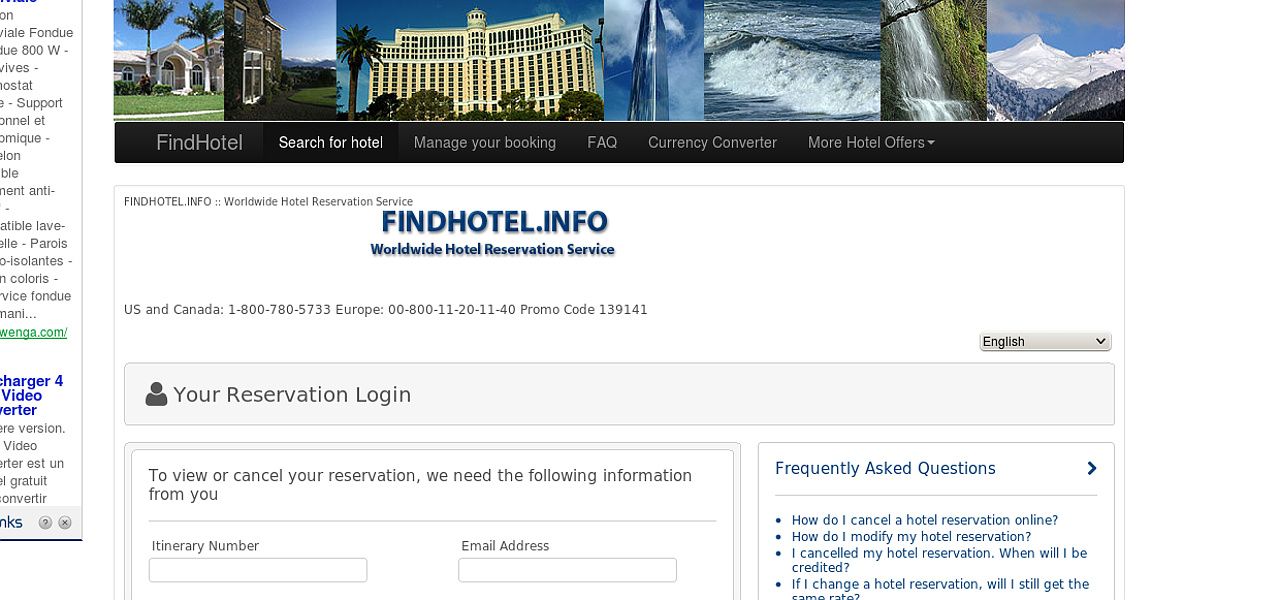 on
viale Fondue
due 800 W -
vives -
mostat
e - Support
onnel et
omique -
elon
ible
ment anti-
-
atible lave-
elle - Parois
o-isolantes -
n coloris -
rvice fondue
mani...
wenga.com/
charger 4
Video
verter
ere version.
Video
erter est un
el gratuit
convertir
nks
FindHotel
Search for hotel
Manage your booking
FAQ
Currency Converter
More Hotel Offers
FINDHOTEL.INFO :: Worldwide Hotel Reservation Service
FINDHOTEL.INFO
Worldwide Hotel Reservation Service
US and Canada: 1-800-780-5733 Europe: 00-800-11-20-11-40 Promo Code 139141
English
Your Reservation Login
To view or cancel your reservation, we need the following information
from you
Itinerary Number
Email Address
Frequently Asked Questions
How do I cancel a hotel reservation online?
How do I modify my hotel reservation?
I cancelled my hotel reservation. When will I be
credited?
If I change a hotel reservation, will I still get the
same rate?